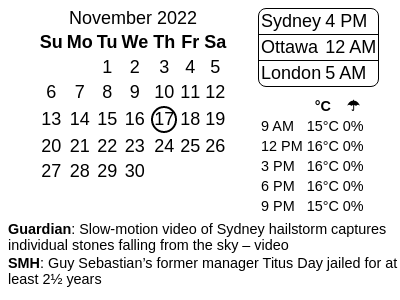 November 2022
Su Mo Tu We Th Fr Sa
1 2 3 4 5
6 7 8 9 10 11 12
13 14 15 16 17 18 19
20 21 22 23 24 25 26
27 28 29 30
Sydney 4 PM
Ottawa 12 AM
London 5 AM
°C ☂
9 AM 15°C 0%
12 PM 16°C 0%
3 PM 16°C 0%
6 PM 16°C 0%
9 PM 15°C 0%
Guardian: Slow-motion video of Sydney hailstorm captures
individual stones falling from the sky – video
SMH: Guy Sebastian’s former manager Titus Day jailed for at
least 2½ years